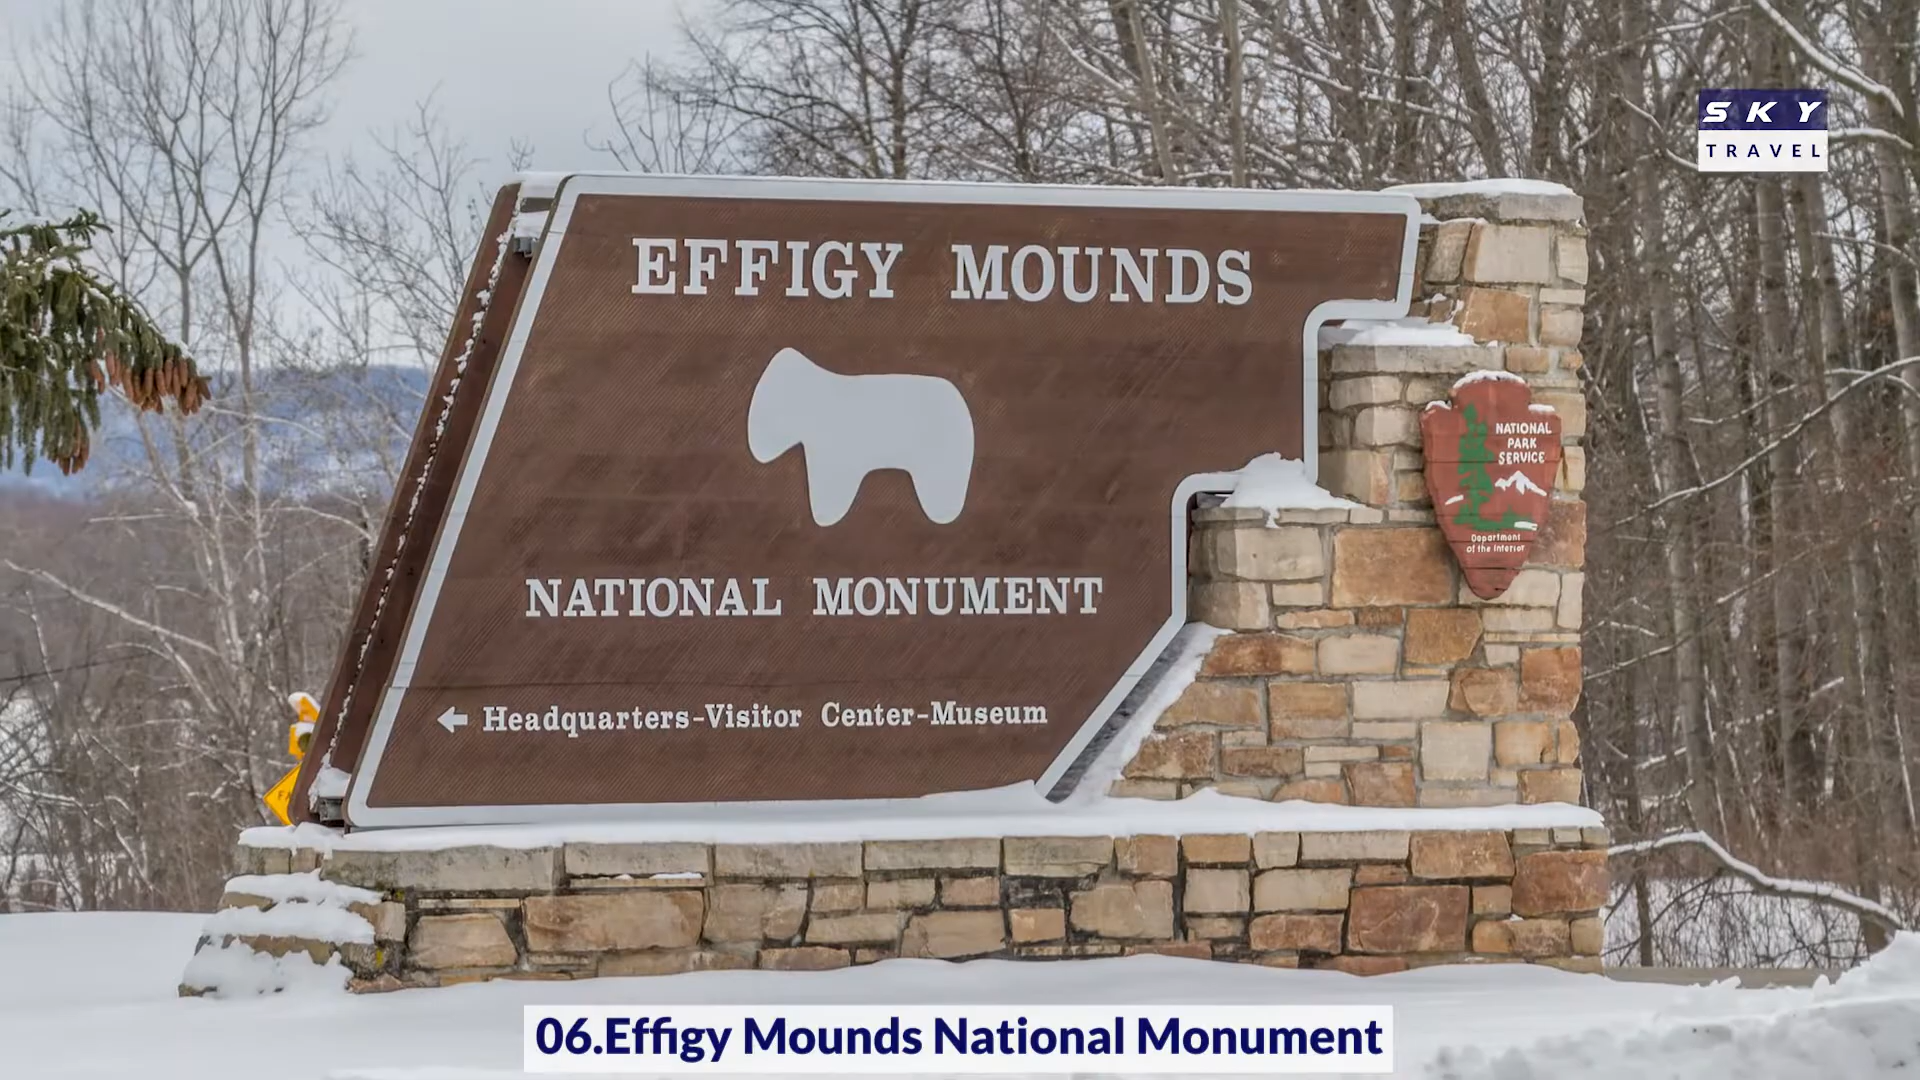 SKY
TRAVEL
EFFIGY MOUNDS
NATIONAL
PARK
SERVICE
Department
of the Interior
NATIONAL MONUMENT
Headquarters-Visitor Center-Museum
06.Effigy Mounds National Monument